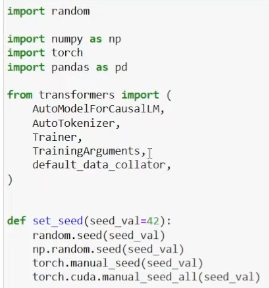 import random
import numpy as np
import torch
import pandas as pd
from transformers import (
    AutoModelForCausalLM,
    AutoTokenizer,
    Trainer,
    TrainingArguments,
    default_data_collator,
)
def set_seed(seed_val=42):
    random.seed(seed_val)
    np.random.seed(seed_val)
    torch.manual_seed(seed_val)
    torch.cuda.manual_seed_all(seed_val)